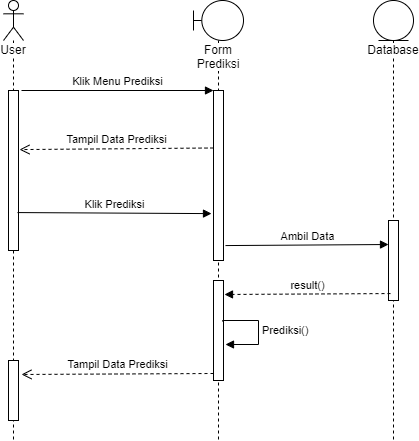 User
Form
Prediksi
Database
Klik Menu Prediksi
Tampil Data Prediksi
Klik Prediksi
Ambil Data
result()
Prediksi()
Tampil Data Prediksi